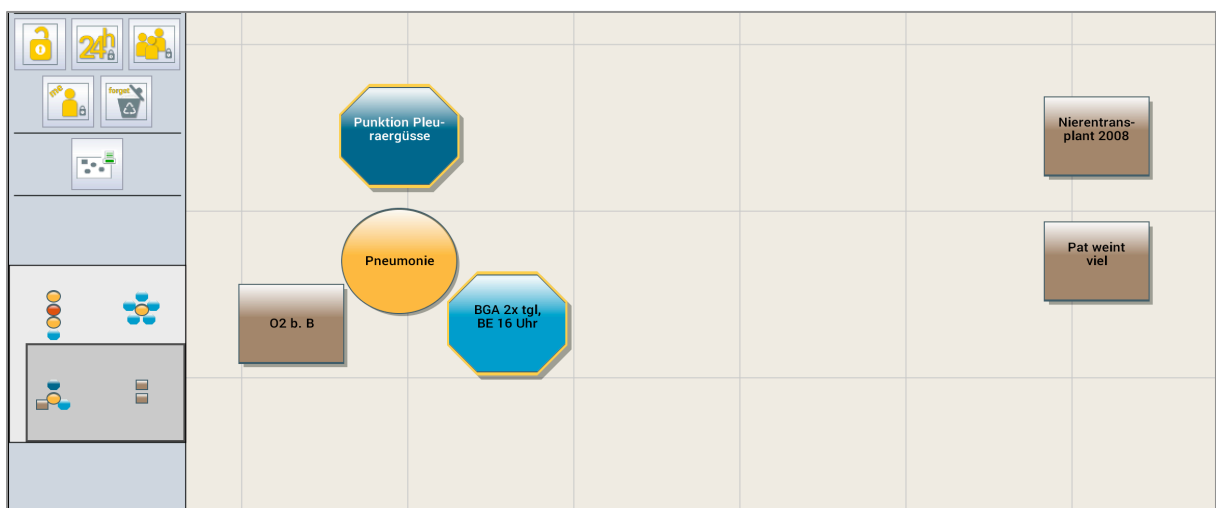 24h
me
forget
Punktion Pleu-
raergüsse
Nierentrans-
plant 2008
Pneumonie
Pat weint
viel
O2 b. B
BGA 2x tgl,
BE 16 Uhr